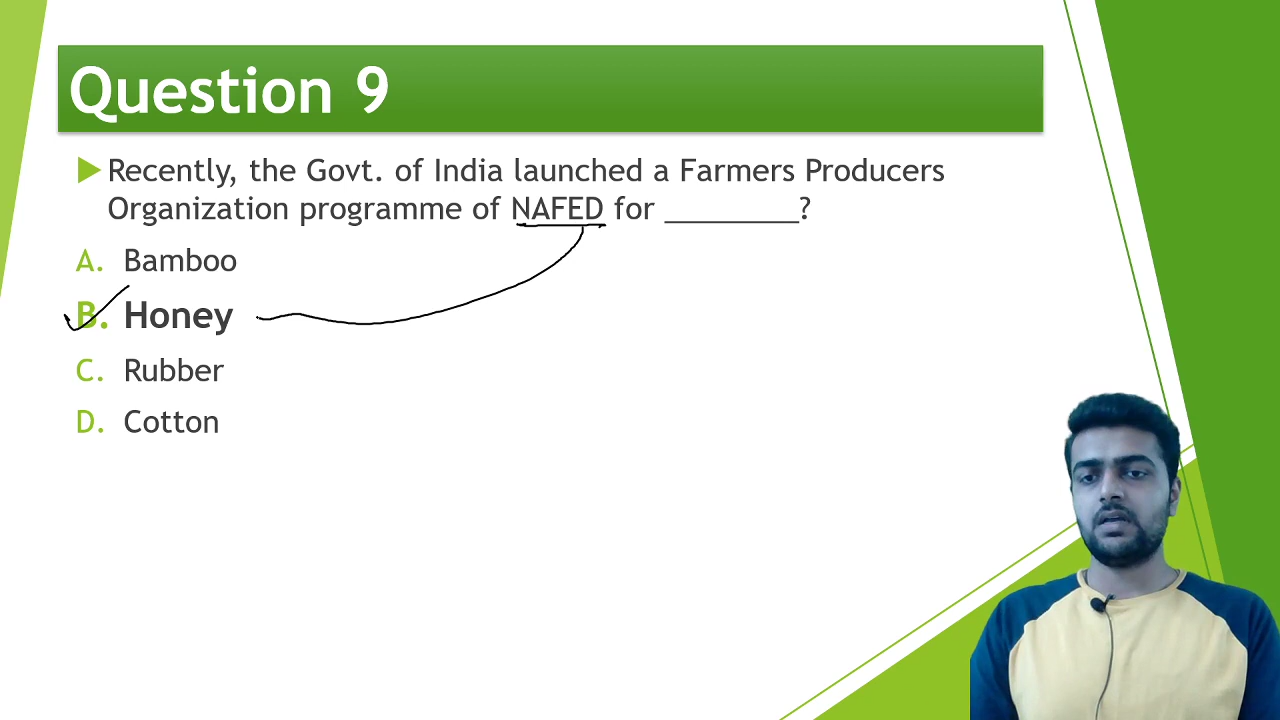 Question 9
Recently, the Govt. of India launched a Farmers Producers
Organization programme of NAFED for ________?
A. Bamboo
B. Honey
C. Rubber
D. Cotton